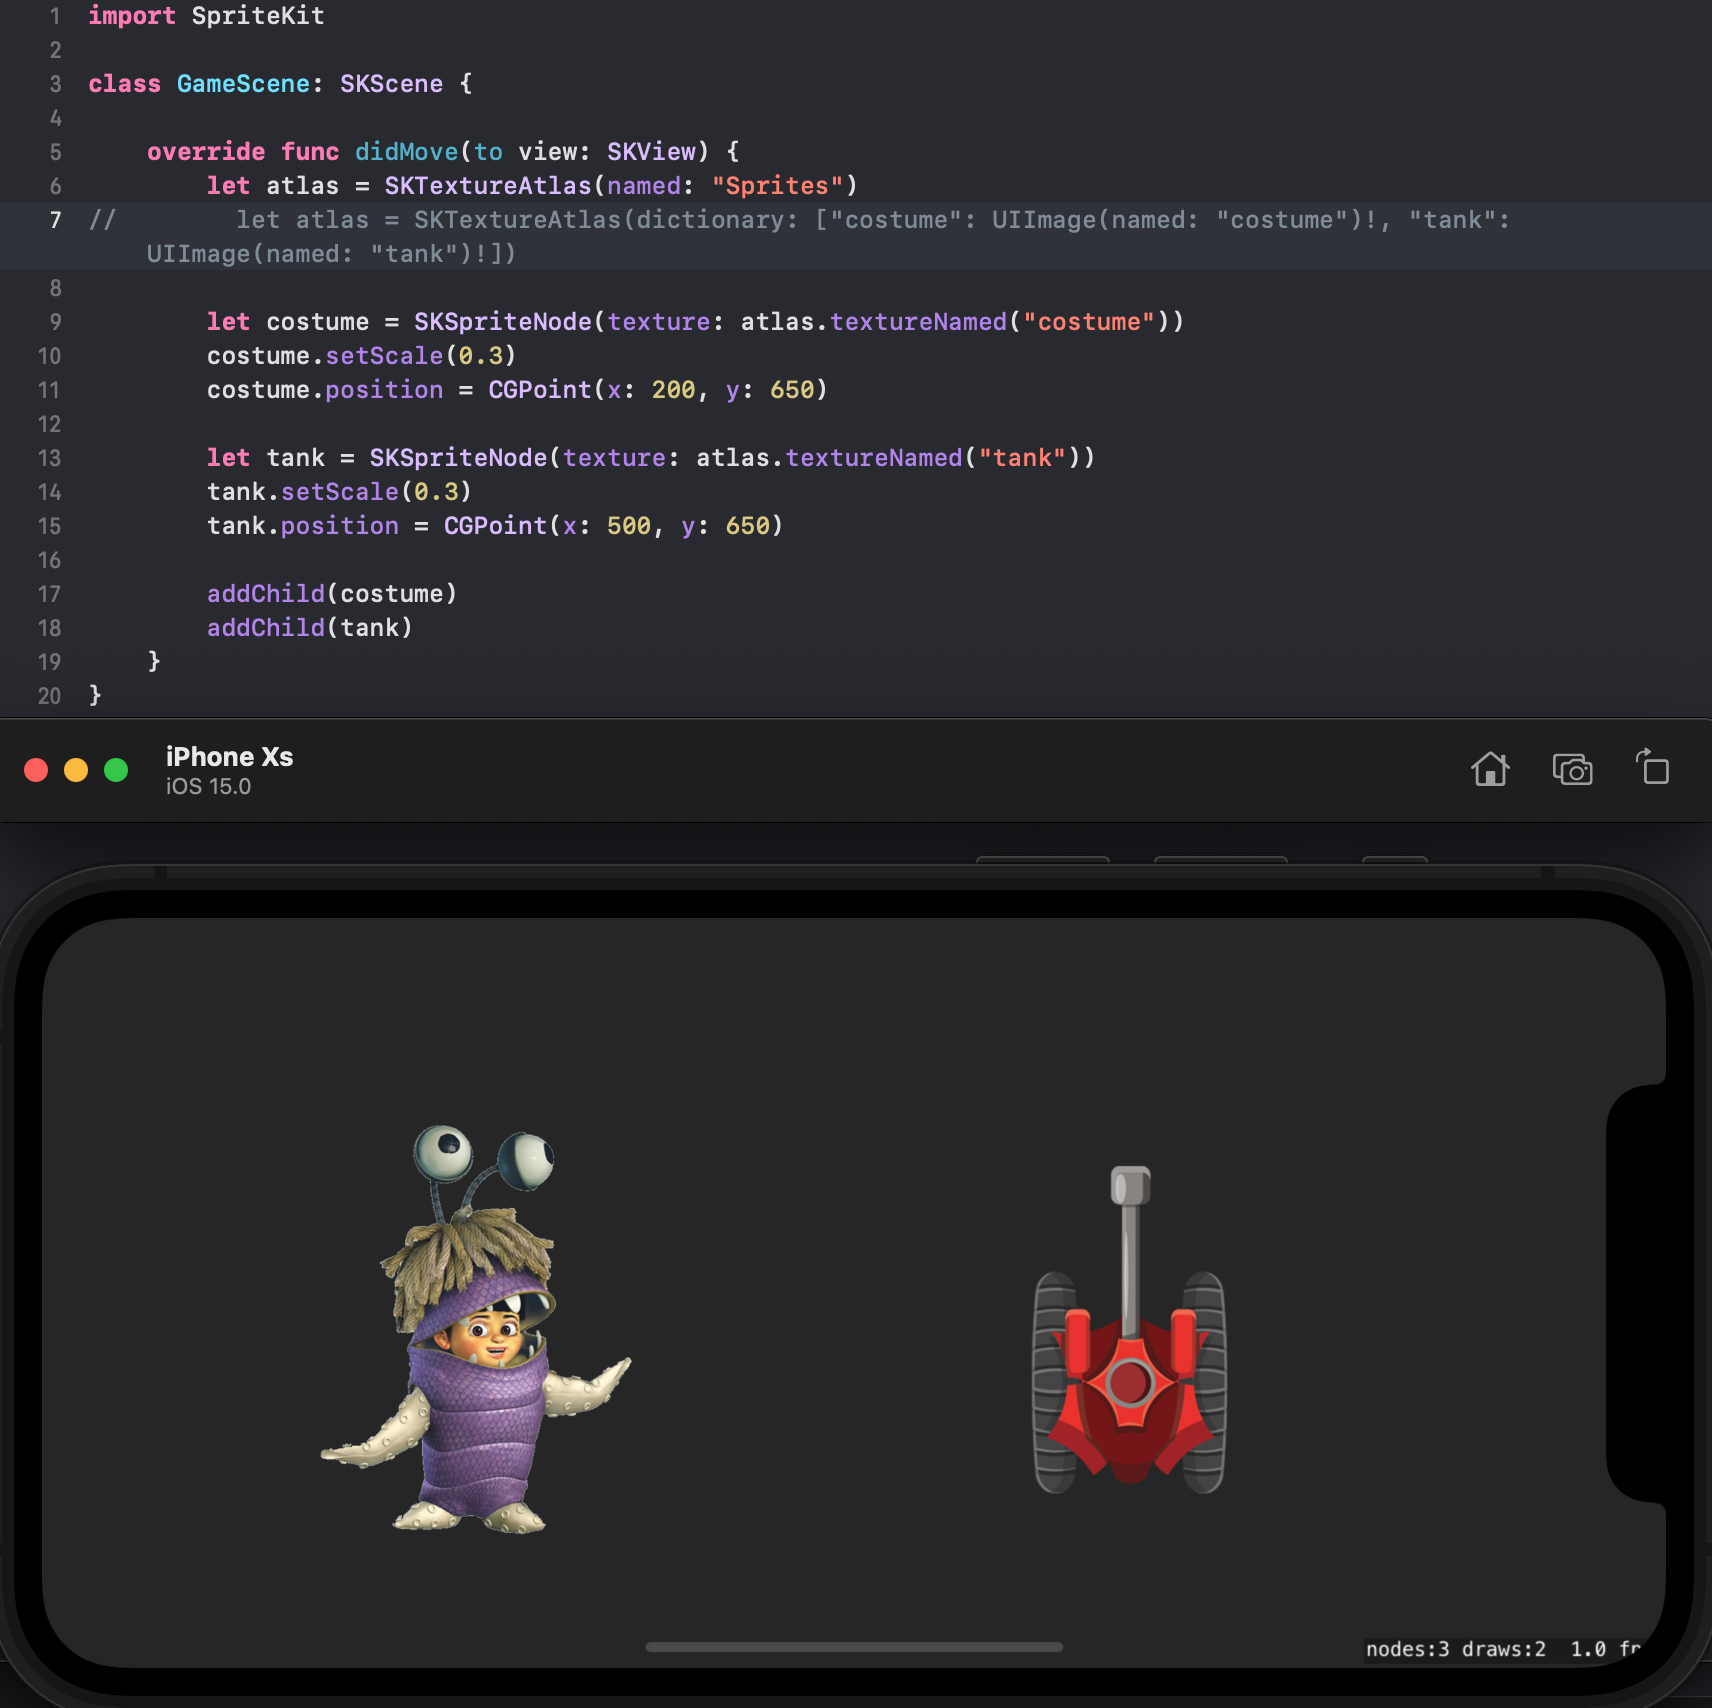 1 import SpriteKit
2
3 class GameScene: SKScene {
4
5 override func didMove(to view: SKView) {
6 let atlas = SKTextureAtlas(named: "Sprites")
7 // let atlas = SKTextureAtlas(dictionary: ["costume": UIImage(named: "costume")!, "tank":
UIImage(named: "tank")!])
8
9 let costume = SKSpriteNode(texture: atlas.textureNamed("costume"))
10 costume.setScale(0.3)
11 costume.position = CGPoint(x: 200, y: 650)
12
13 let tank = SKSpriteNode(texture: atlas.textureNamed("tank"))
14 tank.setScale(0.3)
15 tank.position = CGPoint(x: 500, y: 650)
16
17 addChild(costume)
18 addChild(tank)
19 }
20 }
iPhone Xs
iOS 15.0
nodes:3 draws:2 1.0